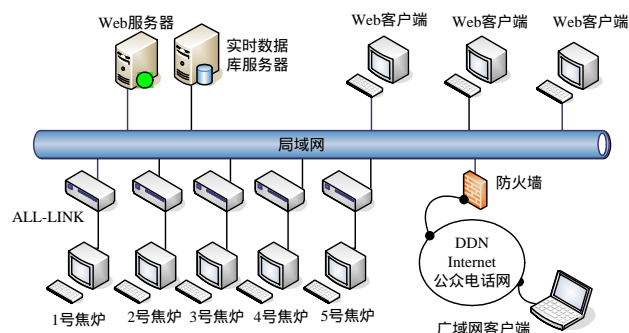 Web服务器
实时数据
库服务器
Web客户端
Web客户端
Web客户端
局域网
ALL-LINK
防火墙
DDN
Internet
公众电话网
1号焦炉
2号焦炉
3号焦炉
4号焦炉
5号焦炉
广域网客户端